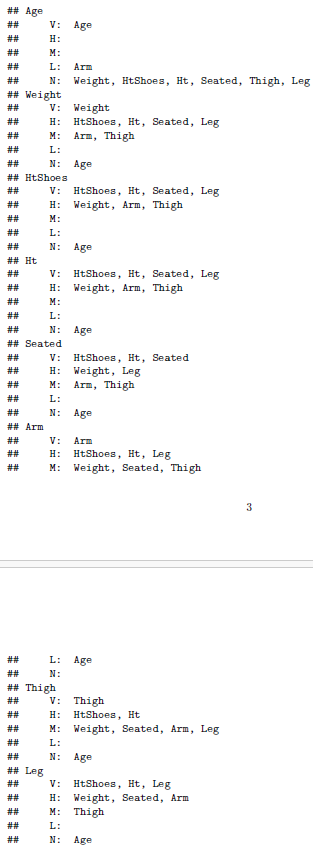 ## Age
## V: Age
## H:
## M:
## L: Arm
## N: Weight, HtShoes, Ht, Seated, Thigh, Leg
## Weight
## V: Weight
## H: HtShoes, Ht, Seated, Leg
## M: Arm, Thigh
## L:
## N: Age
## HtShoes
## V: HtShoes, Ht, Seated, Leg
## H: Weight, Arm, Thigh
## M:
## L:
## N: Age
## Ht
## V: HtShoes, Ht, Seated, Leg
## H: Weight, Arm, Thigh
## M:
## L:
## N: Age
## Seated
## V: HtShoes, Ht, Seated
## H: Weight, Leg
## M: Arm, Thigh
## L:
## N: Age
## Arm
## V: Arm
## H: HtShoes, Ht, Leg
## M: Weight, Seated, Thigh
3
## L: Age
## N:
## Thigh
## V: Thigh
## H: HtShoes, Ht
## M: Weight, Seated, Arm, Leg
## L:
## N: Age
## Leg
## V: HtShoes, Ht, Leg
## H: Weight, Seated, Arm
## M: Thigh
## L:
## N: Age